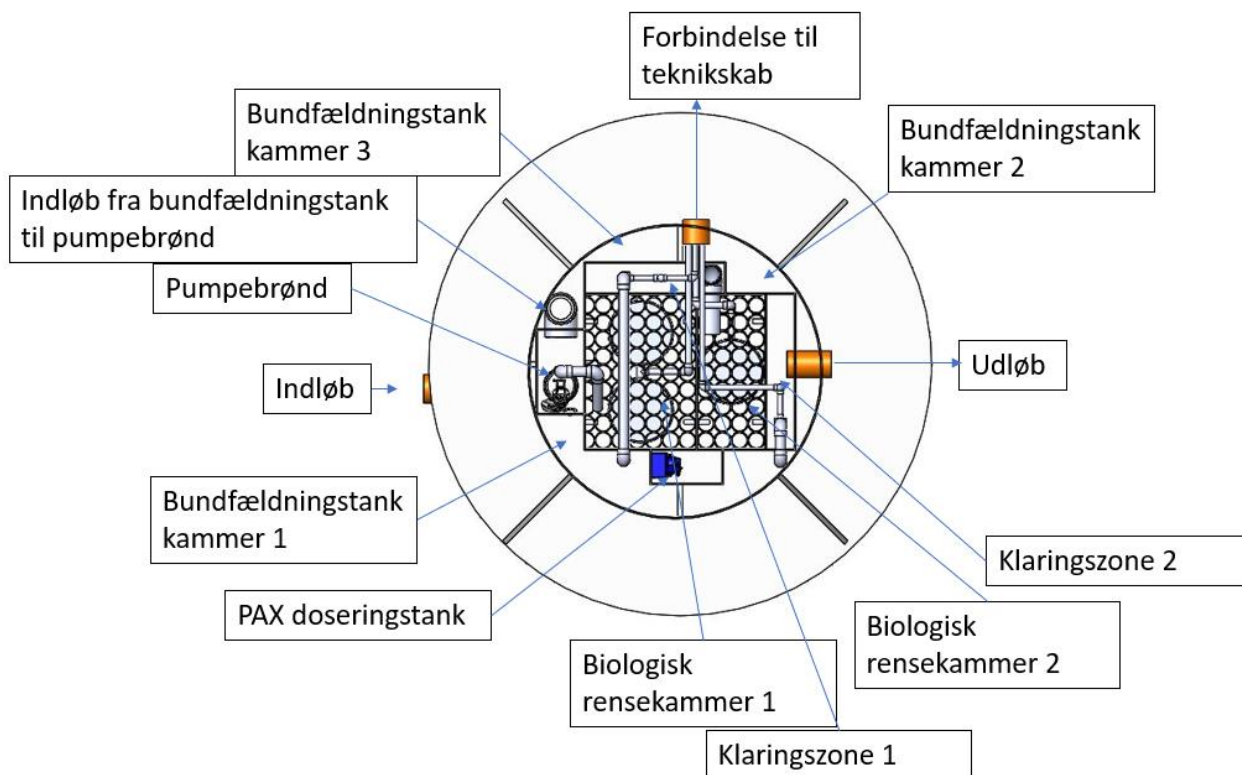 Forbindelse til
teknikskab
Bundfældningstank
kammer 3
Bundfældningstank
kammer 2
Indløb fra bundfældningstank
til pumpebrønd
Pumpebrønd
Indløb
Udløb
Bundfældningstank
kammer 1
Klaringszone 2
PAX doseringstank
Biologisk
rensekammer 2
Biologisk
rensekammer 1
Klaringszone 1